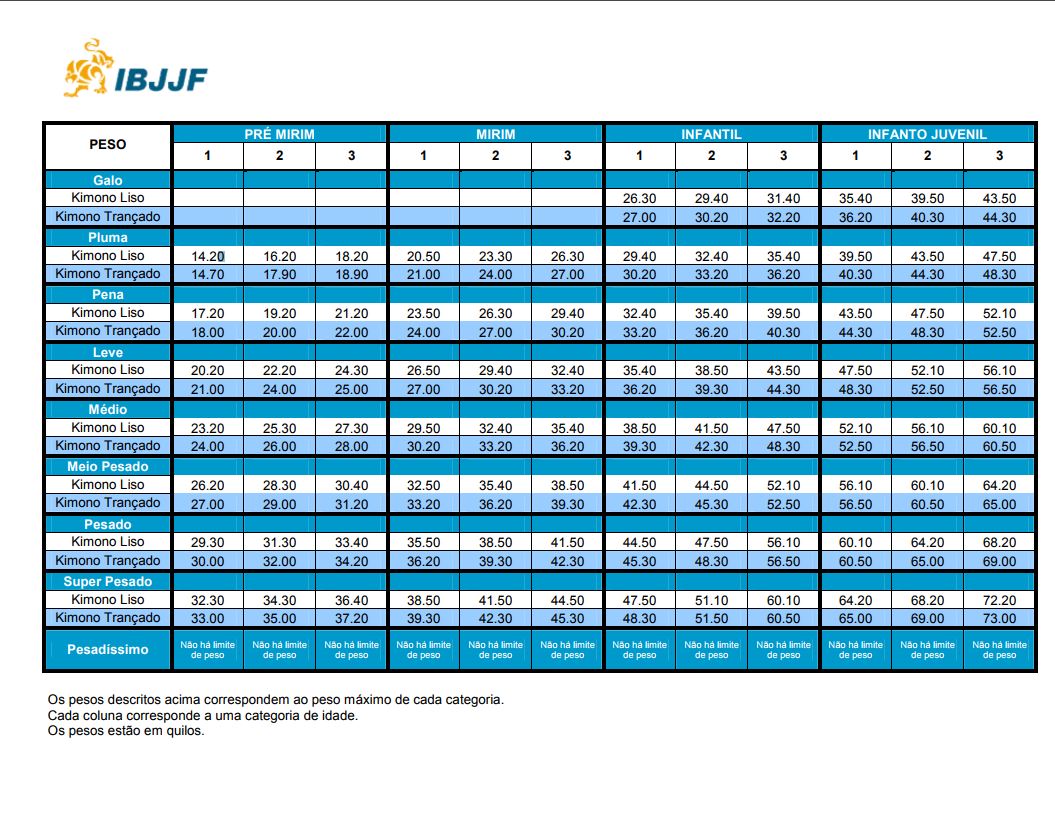 IBJJF
PESO PRÉ MIRIM MIRIM INFANTIL INFANTO JUVENIL
1 2 3 1 2 3 1 2 3 1 2 3
Galo
Kimono Liso 26.30 29.40 31.40 35.40 39.50 43.50
Kimono Trançado 27.00 30.20 32.20 36.20 40.30 44.30
Pluma
Kimono Liso 14.20 16.20 18.20 20.50 23.30 26.30 29.40 32.40 35.40 39.50 43.50 47.50
Kimono Trançado 14.70 17.90 18.90 21.00 24.00 27.00 30.20 33.20 36.20 40.30 44.30 48.30
Pena
Kimono Liso 17.20 19.20 21.20 23.50 26.30 29.40 32.40 35.40 39.50 43.50 47.50 52.10
Kimono Trançado 18.00 20.00 22.00 24.00 27.00 30.20 33.20 36.20 40.30 44.30 48.30 52.50
Leve
Kimono Liso 20.20 22.20 24.30 26.50 29.40 32.40 35.40 38.50 43.50 47.50 52.10 56.10
Kimono Trançado 21.00 24.00 25.00 27.00 30.20 33.20 36.20 39.30 44.30 48.30 52.50 56.50
Médio
Kimono Liso 23.20 25.30 27.30 29.50 32.40 35.40 38.50 41.50 47.50 52.10 56.10 60.10
Kimono Trançado 24.00 26.00 28.00 30.20 33.20 36.20 39.30 42.30 48.30 52.50 56.50 60.50
Meio Pesado
Kimono Liso 26.20 28.30 30.40 32.50 35.40 38.50 41.50 44.50 52.10 56.10 60.10 64.20
Kimono Trançado 27.00 29.00 31.20 33.20 36.20 39.30 42.30 45.30 52.50 56.50 60.50 65.00
Pesado
Kimono Liso 29.30 31.30 33.40 35.50 38.50 41.50 44.50 47.50 56.10 60.10 64.20 68.20
Kimono Trançado 30.00 32.00 34.20 36.20 39.30 42.30 45.30 48.30 56.50 60.50 65.00 69.00
Super Pesado
Kimono Liso 32.30 34.30 36.40 38.50 41.50 44.50 47.50 51.10 60.10 64.20 68.20 72.20
Kimono Trançado 33.00 35.00 37.20 39.30 42.30 45.30 48.30 51.50 60.50 65.00 69.00 73.00
Pesadíssimo Não há limite de peso Não há limite de peso Não há limite de peso Não há limite de peso Não há limite de peso Não há limite de peso Não há limite de peso Não há limite de peso Não há limite de peso Não há limite de peso Não há limite de peso Não há limite de peso
Os pesos descritos acima correspondem ao peso máximo de cada categoria.
Cada coluna corresponde a uma categoria de idade.
Os pesos estão em quilos.